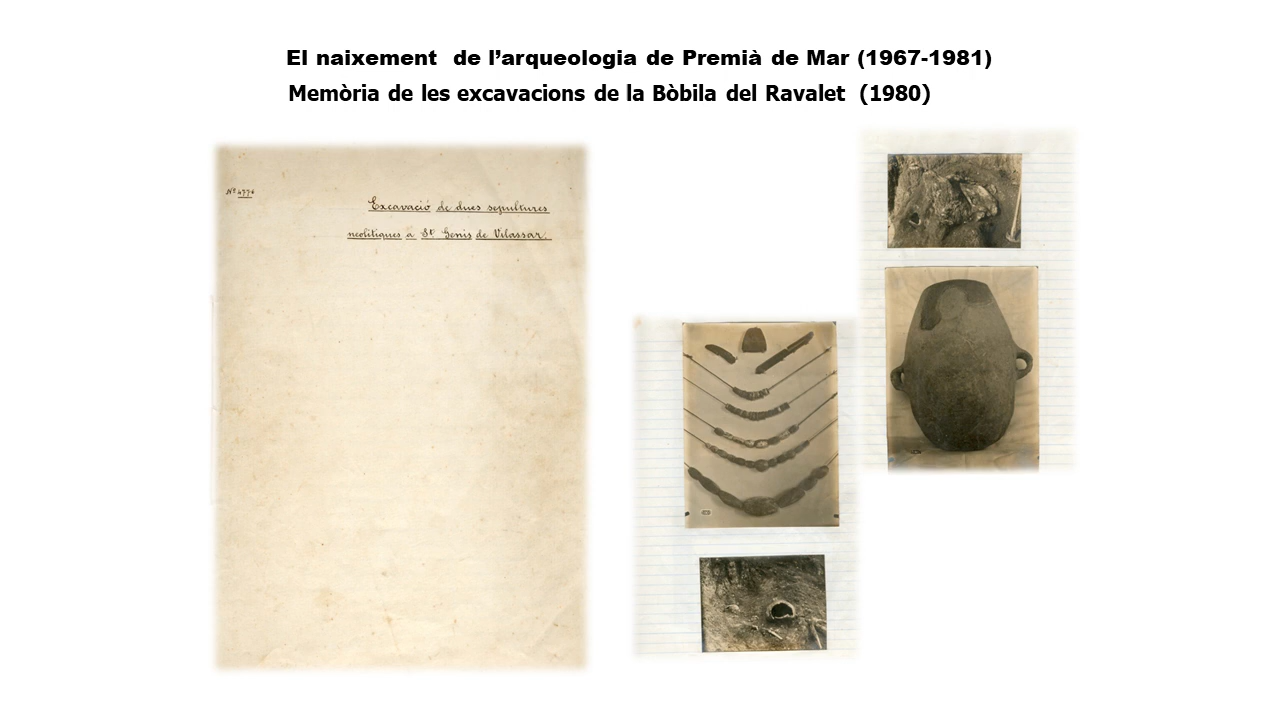 El naixement de l’arqueologia de Premià de Mar (1967-1981)
Memòria de les excavacions de la Bòbila del Ravalet (1980)
Nº 4774
Excavació de dues sepultures
neolítiques à St Genis de Vilassar.